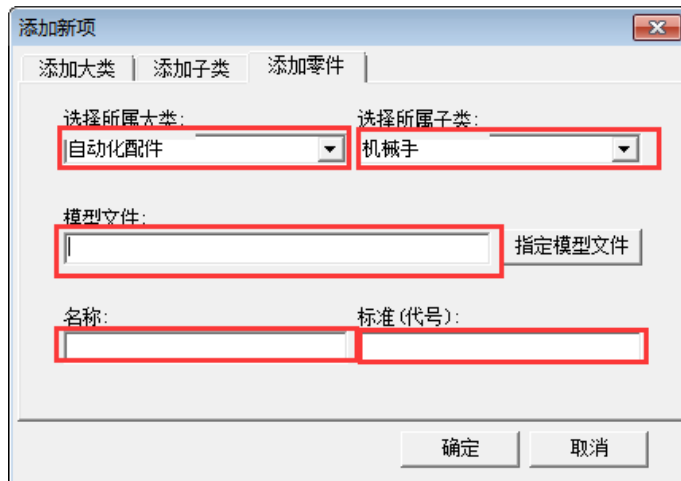 添加新项
添加大类 添加子类 添加零件
选择所属大类: 选择所属子类:
自动化配件 机械手
模型文件:
指定模型文件
名称: 标准(代号):
确定 取消